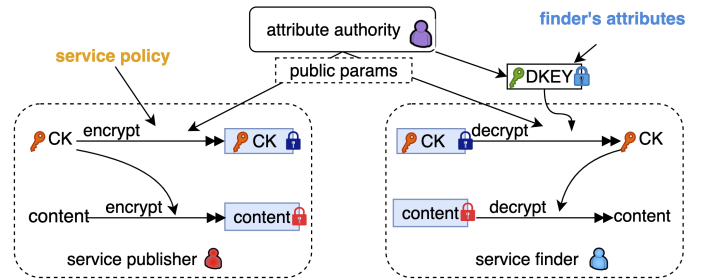 attribute authority
finder's attributes
service policy
public params
DKEY
CK
encrypt
CK
CK
decrypt
CK
content
encrypt
content
content
decrypt
content
service publisher
service finder